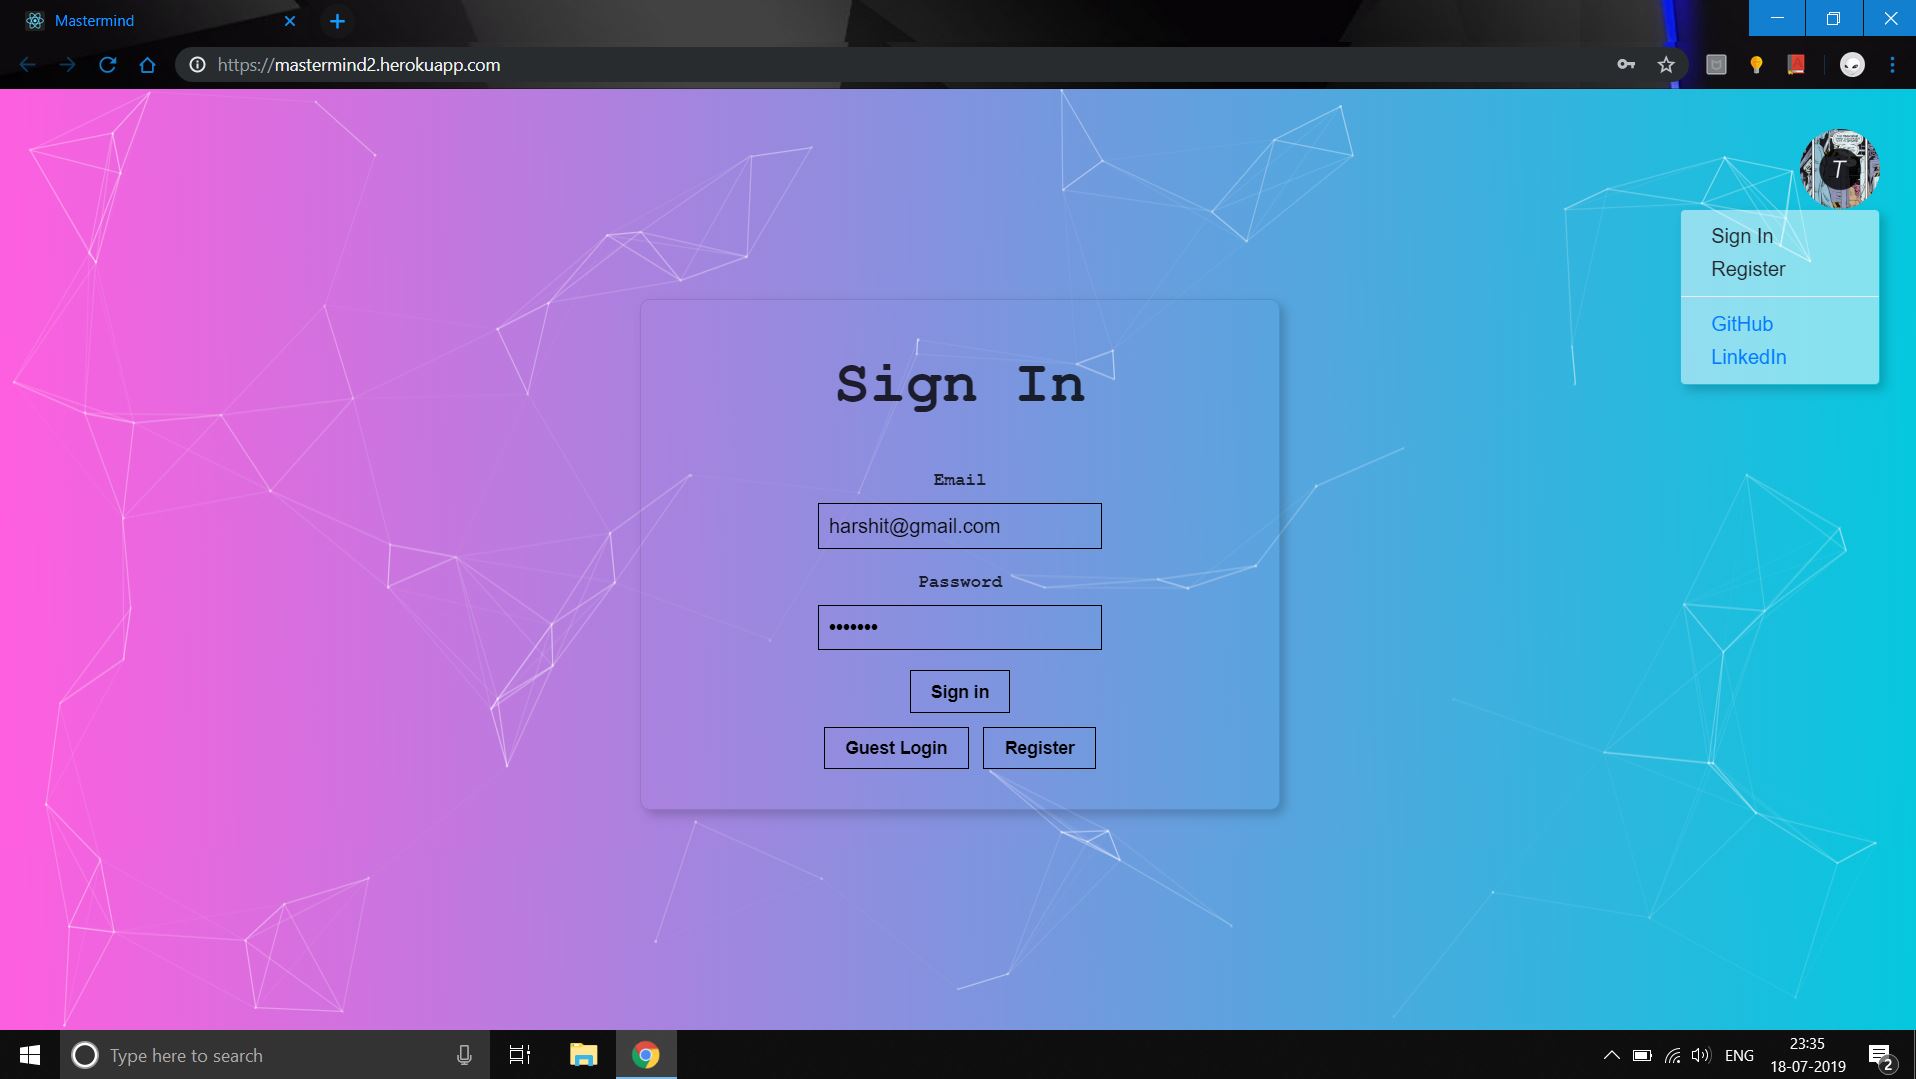 Mastermind
https://mastermind2.herokuapp.com
T
Sign In
Register
GitHub
LinkedIn
Sign In
Email
harshit@gmail.com
Password
•••••••
Sign in
Guest Login Register
Type here to search
ENG
23:35
18-07-2019
2